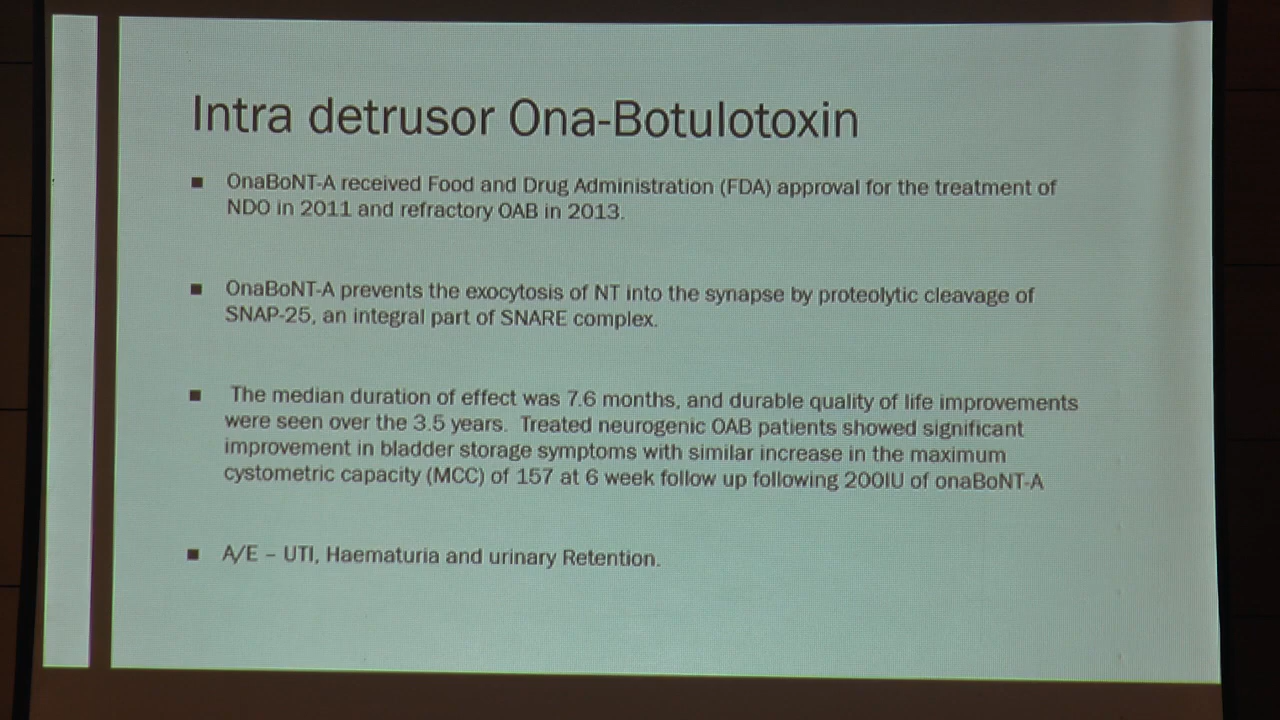 Intra detrusor Ona-Botulotoxin
■ OnaBoNT-A received Food and Drug Administration (FDA) approval for the treatment of
NDO in 2011 and refractory OAB in 2013.
■ OnaBoNT-A prevents the exocytosis of NT into the synapse by proteolytic cleavage of
SNAP-25, an integral part of SNARE complex.
■ The median duration of effect was 7.6 months, and durable quality of life improvements
were seen over the 3.5 years. Treated neurogenic OAB patients showed significant
improvement in bladder storage symptoms with similar increase in the maximum
cystometric capacity (MCC) of 157 at 6 week follow up following 200IU of onaBoNT-A
■ A/E – UTI, Haematuria and urinary Retention.